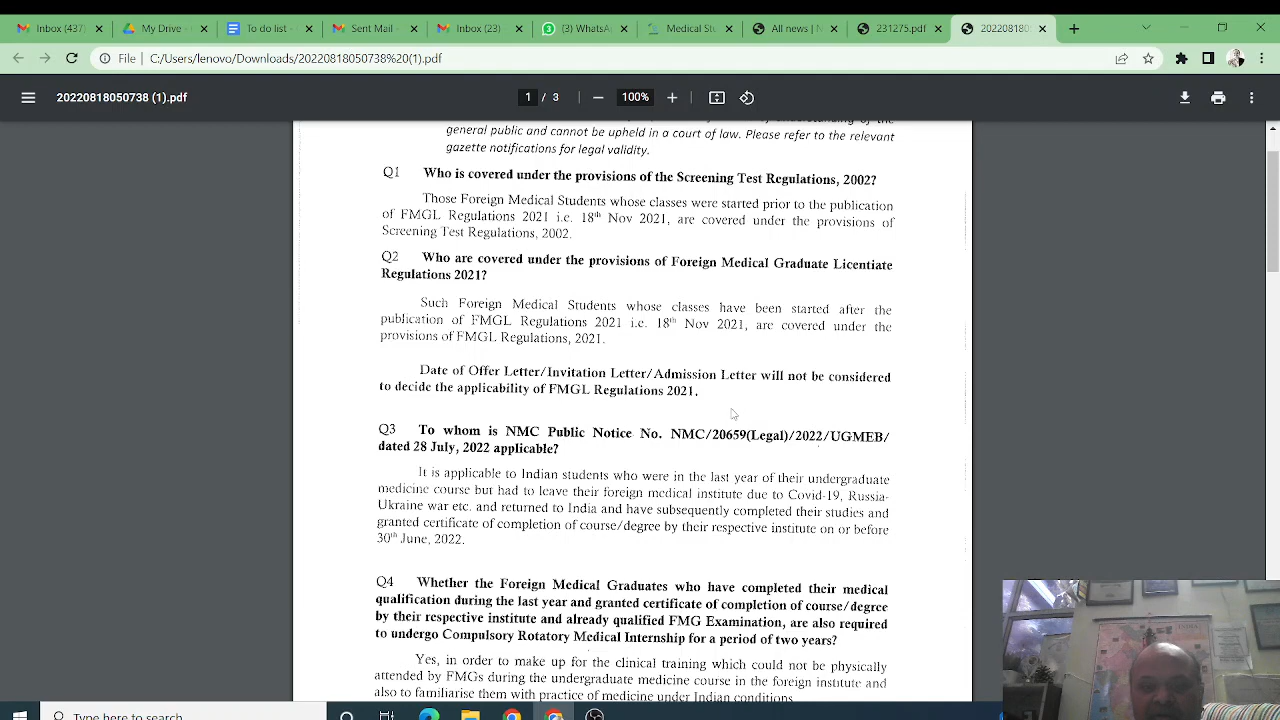 Inbox (437)
My Drive -
To do list -
Sent Mail -
Inbox (23) -
(3) WhatsA
Medical Stu
All news | N
231275.pdf
20220818050
File | C:/Users/lenovo/Downloads/20220818050738%20(1).pdf
20220818050738 (1).pdf
1 / 3
100%
general public and cannot be upheld in a court of law. Please refer to the relevant
gazette notifications for legal validity.
Q1 Who is covered under the provisions of the Screening Test Regulations, 2002?
Those Foreign Medical Students whose classes were started prior to the publication
of FMGL Regulations 2021 i.e. 18th Nov 2021, are covered under the provisions of
Screening Test Regulations, 2002.
Q2 Who are covered under the provisions of Foreign Medical Graduate Licentiate
Regulations 2021?
Such Foreign Medical Students whose classes have been started after the
publication of FMGL Regulations 2021 i.e. 18th Nov 2021, are covered under the
provisions of FMGL Regulations, 2021.
Date of Offer Letter/Invitation Letter/Admission Letter will not be considered
to decide the applicability of FMGL Regulations 2021.
Q3 To whom is NMC Public Notice No. NMC/20659(Legal)/2022/UGMEB/
dated 28 July, 2022 applicable?
It is applicable to Indian students who were in the last year of their undergraduate
medicine course but had to leave their foreign medical institute due to Covid-19, Russia-
Ukraine war etc. and returned to India and have subsequently completed their studies and
granted certificate of completion of course/degree by their respective institute on or before
30th June, 2022.
Q4 Whether the Foreign Medical Graduates who have completed their medical
qualification during the last year and granted certificate of completion of course/degree
by their respective institute and already qualified FMG Examination, are also required
to undergo Compulsory Rotatory Medical Internship for a period of two years?
Yes, in order to make up for the clinical training which could not be physically
attended by FMGs during the undergraduate medicine course in the foreign institute and
also to familiarise them with practice of medicine under Indian conditions.
Type here to search